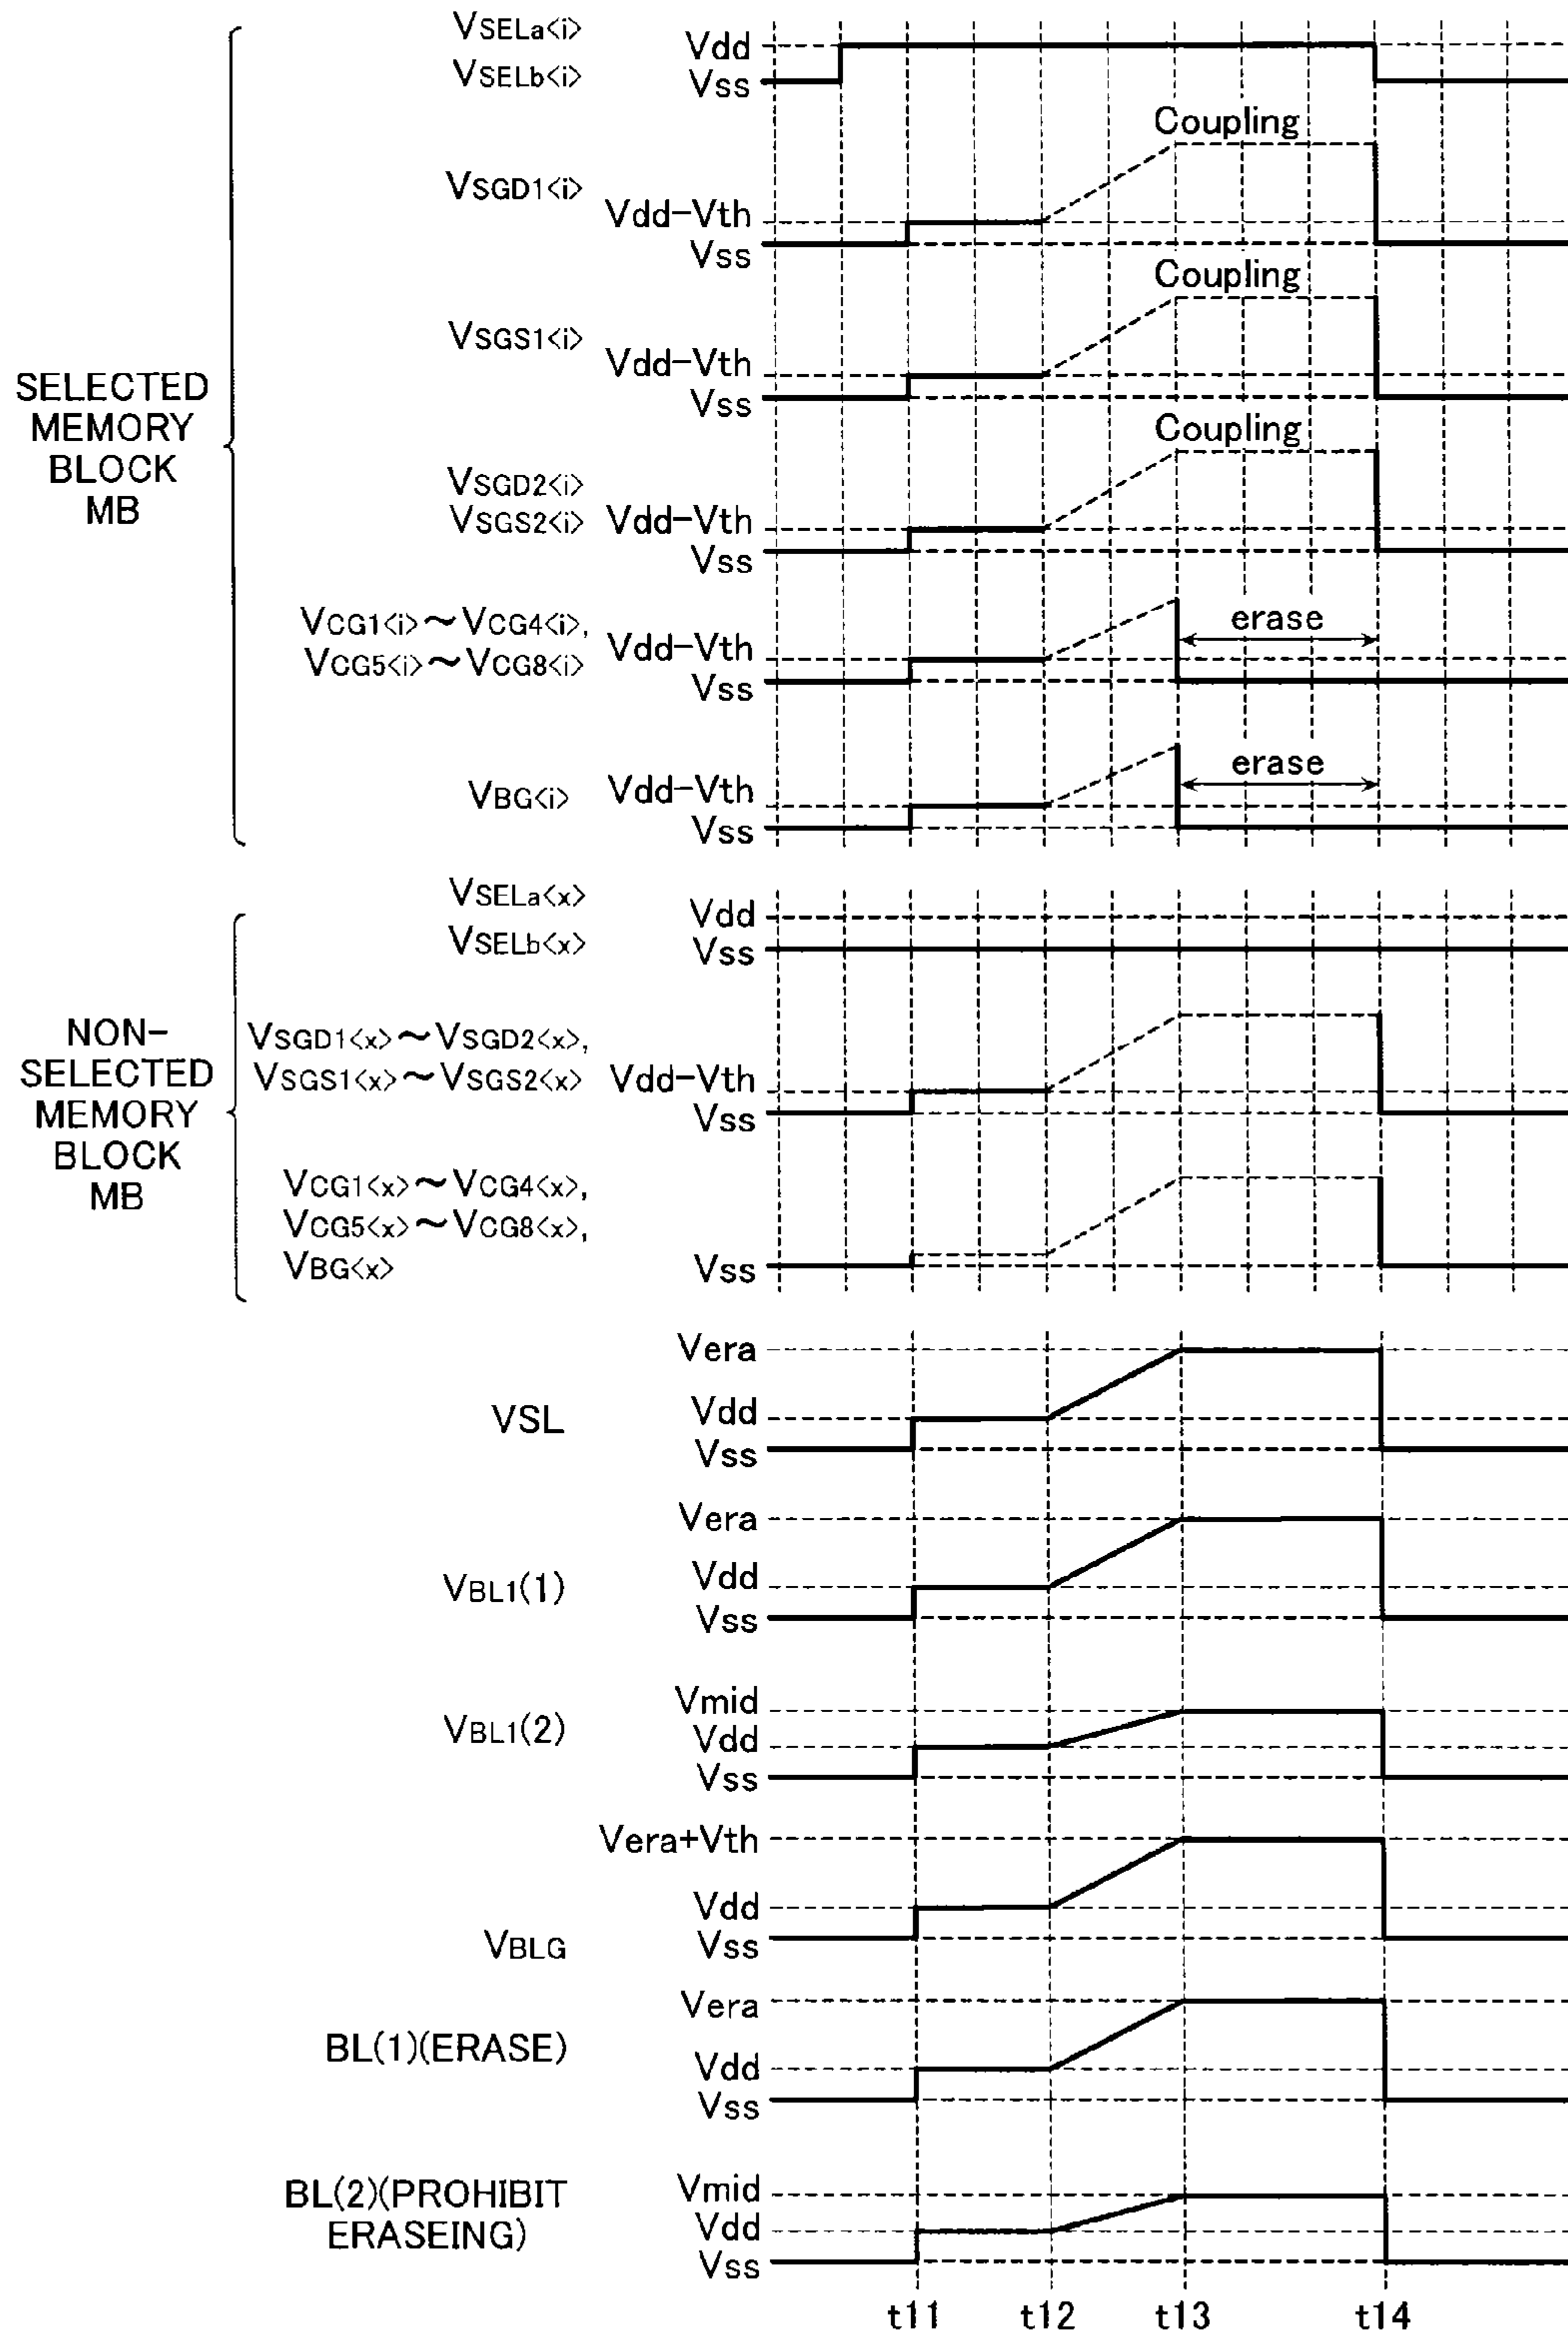 VSELa<i>
VSELb<i>
Vdd
Vss
Coupling
VSGD1<i>
Vdd-Vth
Vss
Coupling
VSGS1<i>
Vdd-Vth
Vss
SELECTED
MEMORY
BLOCK
MB
Coupling
VSGD2<i>
VSGS2<i>
Vdd-Vth
Vss
VCG1<i>~VCG4<i>,
VCG5<i>~VCG8<i>
Vdd-Vth
Vss
erase
VBG<i>
Vdd-Vth
Vss
erase
VSELa<x>
VSELb<x>
Vdd
Vss
NON-
SELECTED
MEMORY
BLOCK
MB
VSGD1<x>~VSGD2<x>,
VSGS1<x>~VSGS2<x>
Vdd-Vth
Vss
VCG1<x>~VCG4<x>,
VCG5<x>~VCG8<x>,
VBG<x>
Vss
VSL
Vera
Vdd
Vss
VBL1(1)
Vera
Vdd
Vss
VBL1(2)
Vmid
Vdd
Vss
VBLG
Vera+Vth
Vdd
Vss
BL(1)(ERASE)
Vera
Vdd
Vss
BL(2)(PROHIBIT
ERASEING)
Vmid
Vdd
Vss
t11 t12 t13 t14